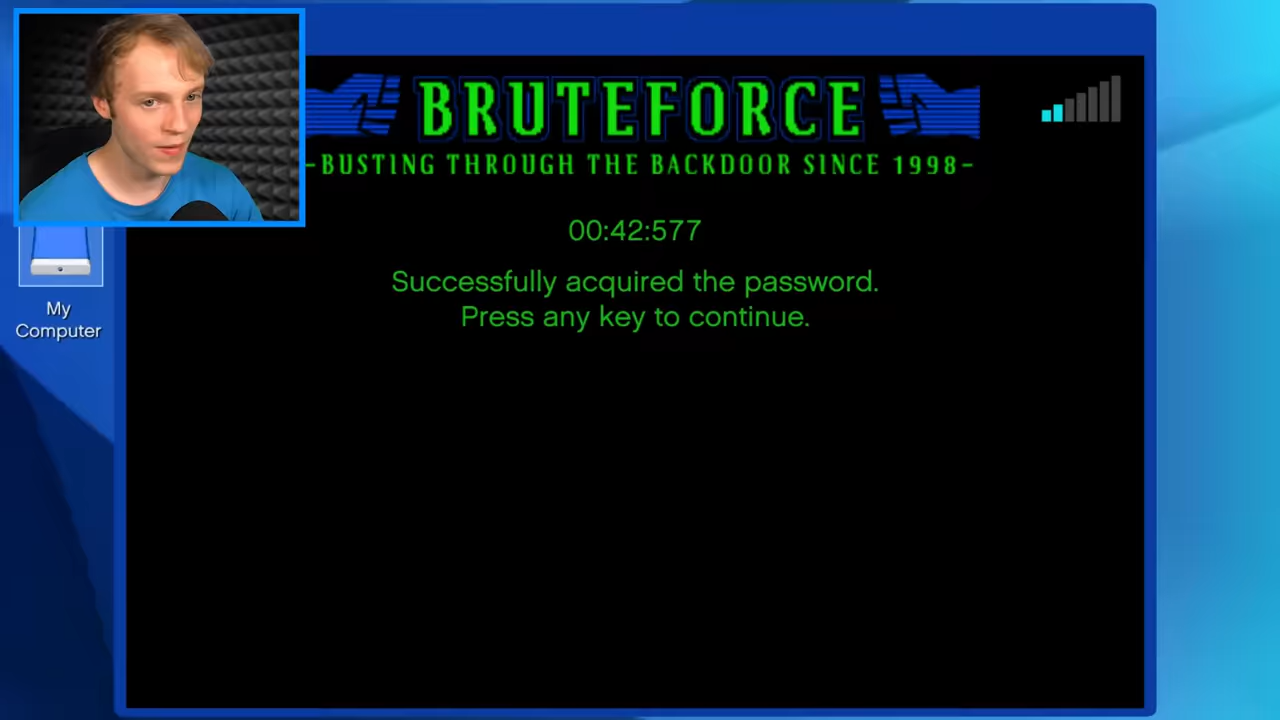 BRUTEFORCE
-BUSTING THROUGH THE BACKDOOR SINCE 1998-
00:42:577
Successfully acquired the password.
Press any key to continue.
My
Computer